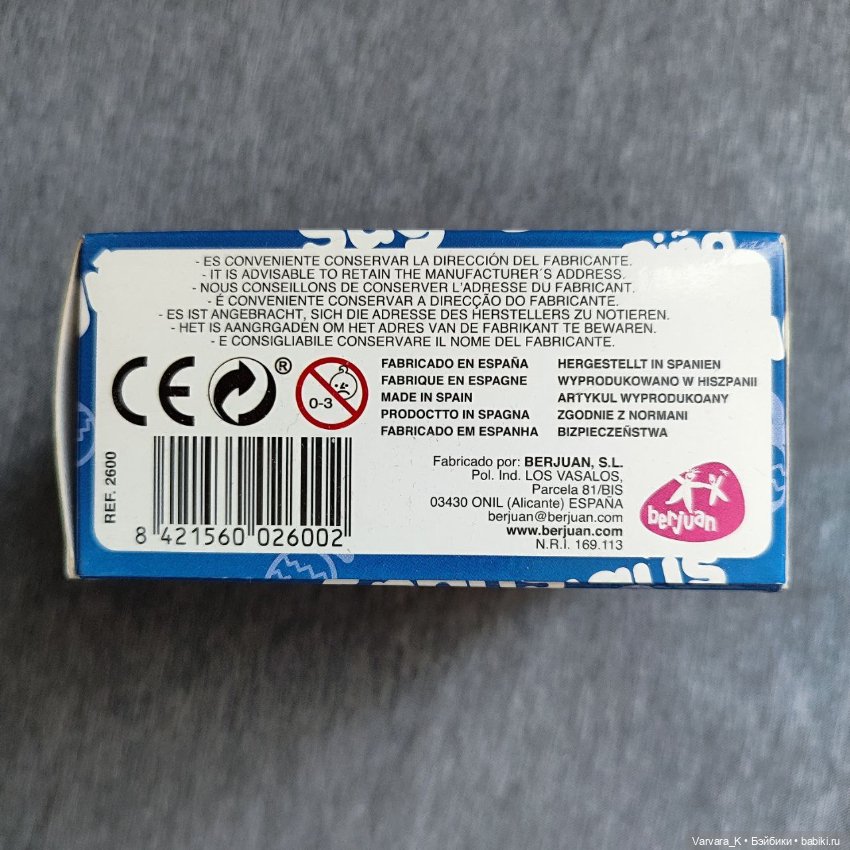 - ES CONVENIENTE CONSERVAR LA DIRECCIÓN DEL FABRICANTE.
- IT IS ADVISABLE TO RETAIN THE MANUFACTURER´S ADDRESS.
- NOUS CONSEILLONS DE CONSERVER L'ADRESSE DU FABRICANT.
- É CONVENIENTE CONSERVAR A DIRECÇÃO DO FABRICANTE.
- ES IST ANGEBRACHT, SICH DIE ADRESSE DES HERSTELLERS ZU NOTIEREN.
- HET IS AANGRGADEN OM HET ADRES VAN DE FABRIKANT TE BEWAREN.
- E CONSIGLIABILE CONSERVARE IL NOME DEL FABRICANTE.
CE
®
0-3
FABRICADO EN ESPAÑA
FABRIQUE EN ESPAGNE
MADE IN SPAIN
PRODOCTTO IN SPAGNA
FABRICADO EM ESPANHA
HERGESTELLT IN SPANIEN
WYPRODUKOWANO W HISZPANII
ARTYKUL WYPRODUKOANY
ZGODNIE Z NORMANI
BIZPIECZEŃSTWA
REF. 2600
8 421560 026002
Fabricado por: BERJUAN, S.L.
Pol. Ind. LOS VASALOS,
Parcela 81/BIS
03430 ONIL (Alicante) ESPAÑA
berjuan@berjuan.com
www.berjuan.com
N.R.I. 169.113
berjuan
Varvara_K • Бэйбики • babiki.ru